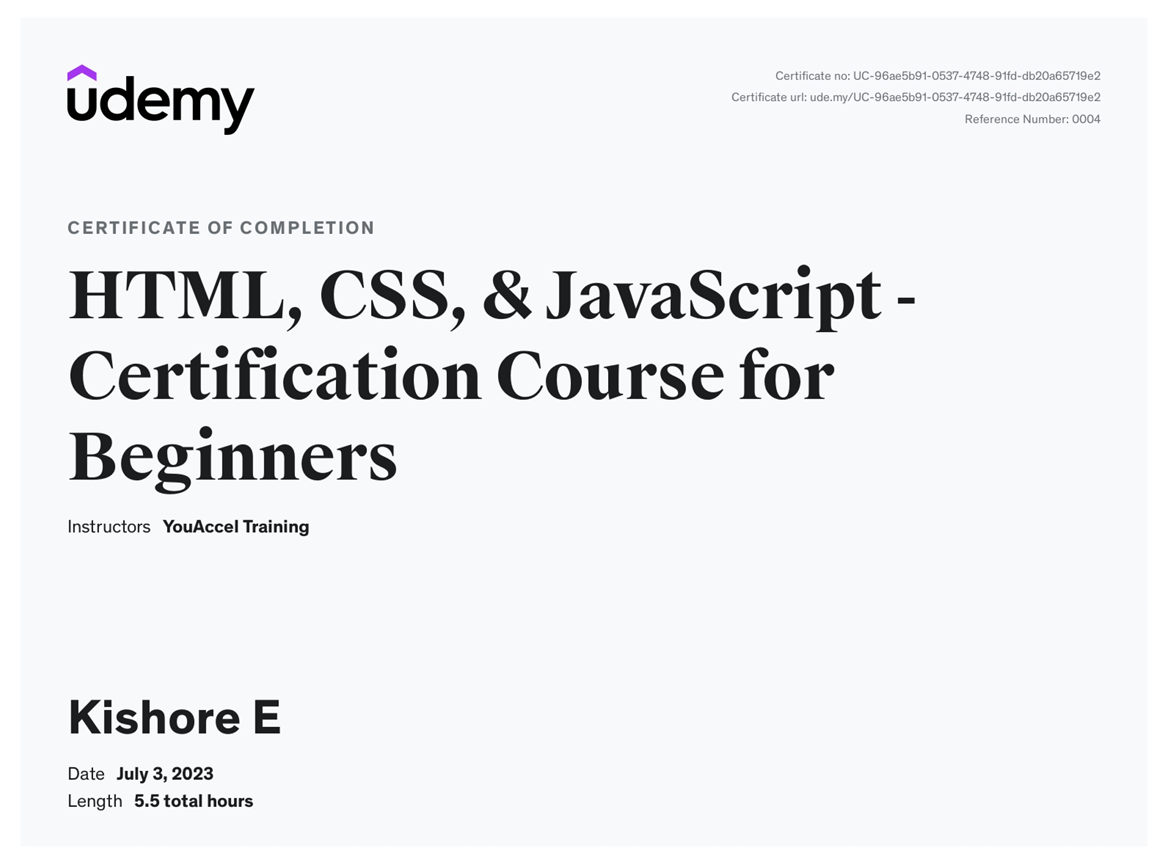 udemy
Certificate no: UC-96ae5b91-0537-4748-91fd-db20a65719e2
Certificate url: ude.my/UC-96ae5b91-0537-4748-91fd-db20a65719e2
Reference Number: 0004
CERTIFICATE OF COMPLETION
HTML, CSS, & JavaScript -
Certification Course for
Beginners
Instructors YouAccel Training
Kishore E
Date July 3, 2023
Length 5.5 total hours